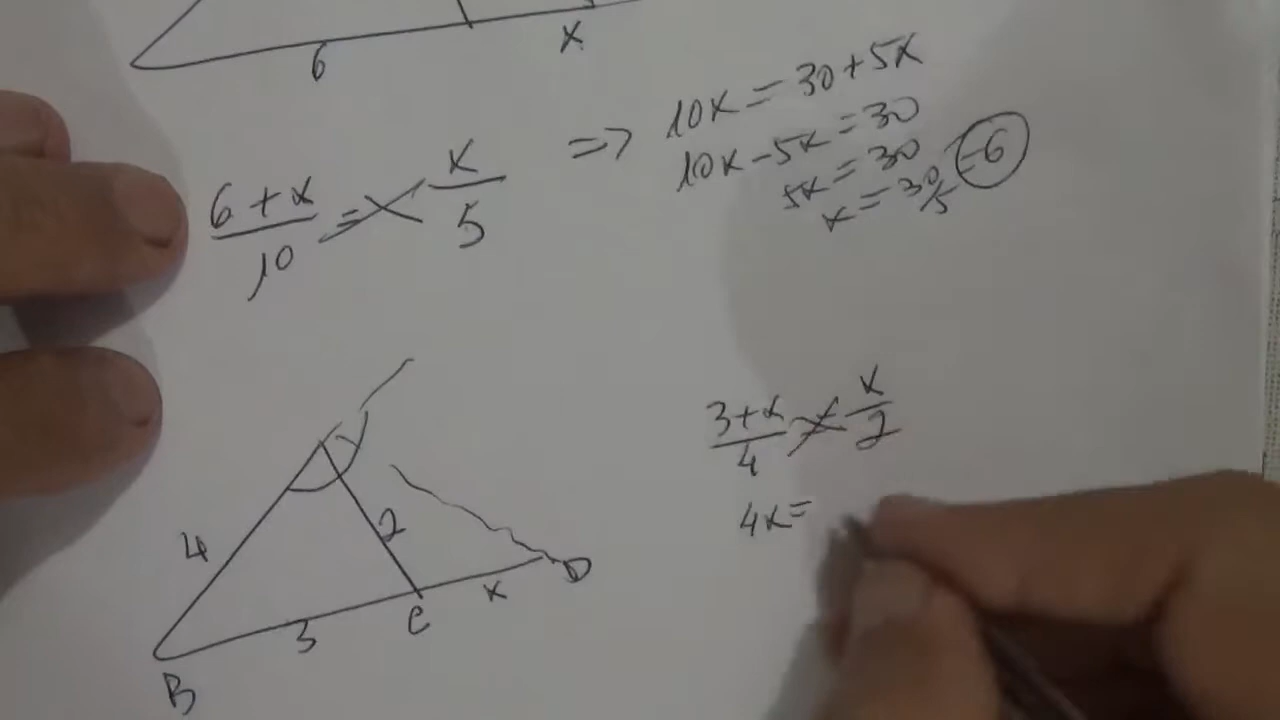 6 x
10x = 30 + 5x
10x - 5x = 30
5x = 30
x = 30/5 = 6
=>
6 + x / 10 = x / 5
3 + x / 4 = x / 2
4x =
4 2
3 C x D
B